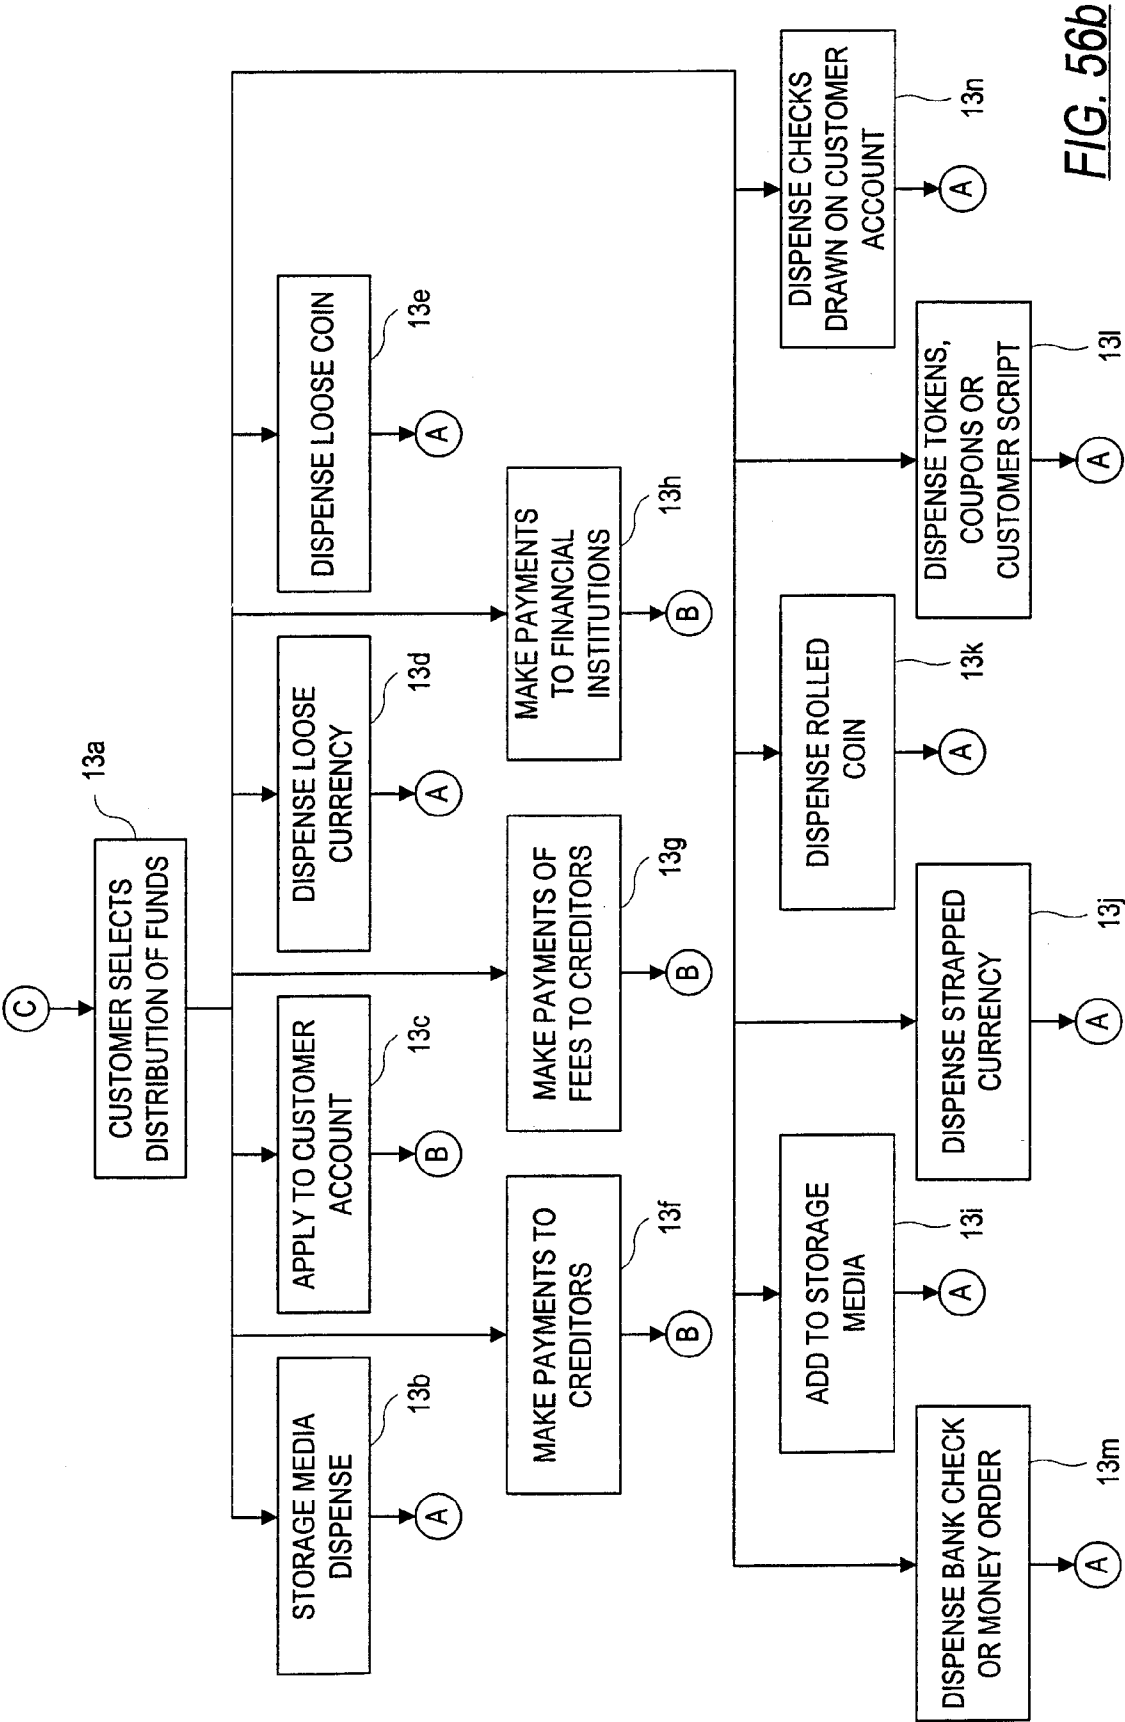 C
13a
CUSTOMER SELECTS
DISTRIBUTION OF FUNDS
STORAGE MEDIA
DISPENSE
13b
A
APPLY TO CUSTOMER
ACCOUNT
13c
B
DISPENSE LOOSE
CURRENCY
13d
A
DISPENSE LOOSE COIN
13e
A
MAKE PAYMENTS TO
CREDITORS
13f
B
MAKE PAYMENTS OF
FEES TO CREDITORS
13g
B
MAKE PAYMENTS
TO FINANCIAL
INSTITUTIONS
13h
B
ADD TO STORAGE
MEDIA
13i
A
DISPENSE ROLLED
COIN
13k
A
DISPENSE CHECKS
DRAWN ON CUSTOMER
ACCOUNT
13n
A
DISPENSE BANK CHECK
OR MONEY ORDER
13m
A
DISPENSE STRAPPED
CURRENCY
13j
A
DISPENSE TOKENS,
COUPONS OR
CUSTOMER SCRIPT
13l
A
FIG. 56b